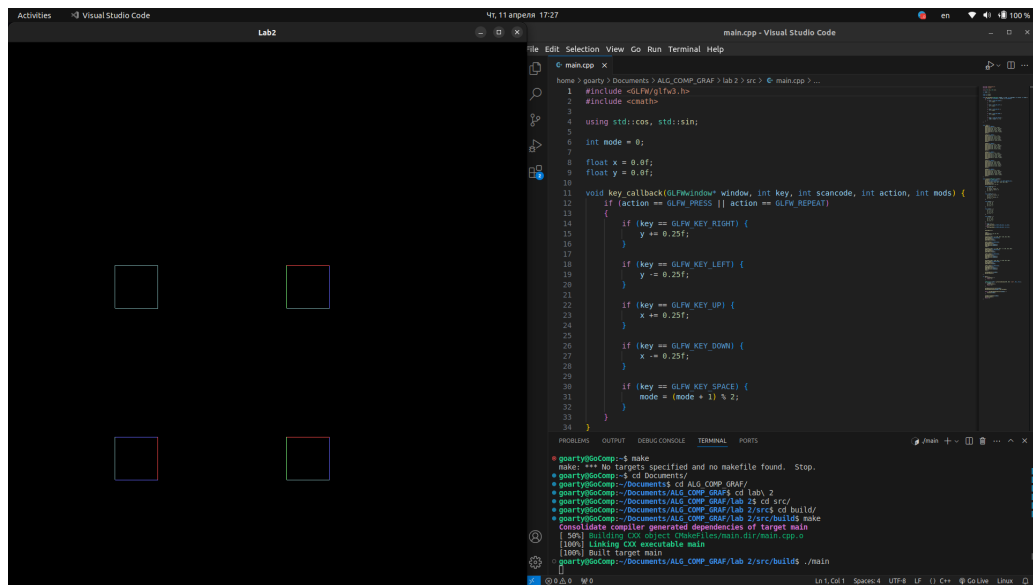 Activities Visual Studio Code Чт, 11 апреля 17:27 en 100 %
Lab2
main.cpp - Visual Studio Code
File Edit Selection View Go Run Terminal Help
main.cpp ×
home > goarty > Documents > ALG_COMP_GRAF > lab 2 > src > main.cpp > ...
1 #include <GLFW/glfw3.h>
2 #include <cmath>
3
4 using std::cos, std::sin;
5
6 int mode = 0;
7
8 float x = 0.0f;
9 float y = 0.0f;
10
11 void key_callback(GLFWwindow* window, int key, int scancode, int action, int mods) {
12 if (action == GLFW_PRESS || action == GLFW_REPEAT)
13 {
14 if (key == GLFW_KEY_RIGHT) {
15 y += 0.25f;
16 }
17
18 if (key == GLFW_KEY_LEFT) {
19 y -= 0.25f;
20 }
21
22 if (key == GLFW_KEY_UP) {
23 x += 0.25f;
24 }
25
26 if (key == GLFW_KEY_DOWN) {
27 x -= 0.25f;
28 }
29
30 if (key == GLFW_KEY_SPACE) {
31 mode = (mode + 1) % 2;
32 }
33 }
34 }
PROBLEMS OUTPUT DEBUG CONSOLE TERMINAL PORTS ./main
goarty@GoComp:~$ make
make: *** No targets specified and no makefile found. Stop.
goarty@GoComp:~$ cd Documents/
goarty@GoComp:~/Documents$ cd ALG_COMP_GRAF/
goarty@GoComp:~/Documents/ALG_COMP_GRAF$ cd lab\ 2
goarty@GoComp:~/Documents/ALG_COMP_GRAF/lab 2$ cd src/
goarty@GoComp:~/Documents/ALG_COMP_GRAF/lab 2/src$ cd build/
goarty@GoComp:~/Documents/ALG_COMP_GRAF/lab 2/src/build$ make
Consolidate compiler generated dependencies of target main
[ 50%] Building CXX object CMakeFiles/main.dir/main.cpp.o
[100%] Linking CXX executable main
[100%] Built target main
goarty@GoComp:~/Documents/ALG_COMP_GRAF/lab 2/src/build$ ./main
0 0 0 Ln 1, Col 1 Spaces: 4 UTF-8 LF {} C++ Go Live Linux